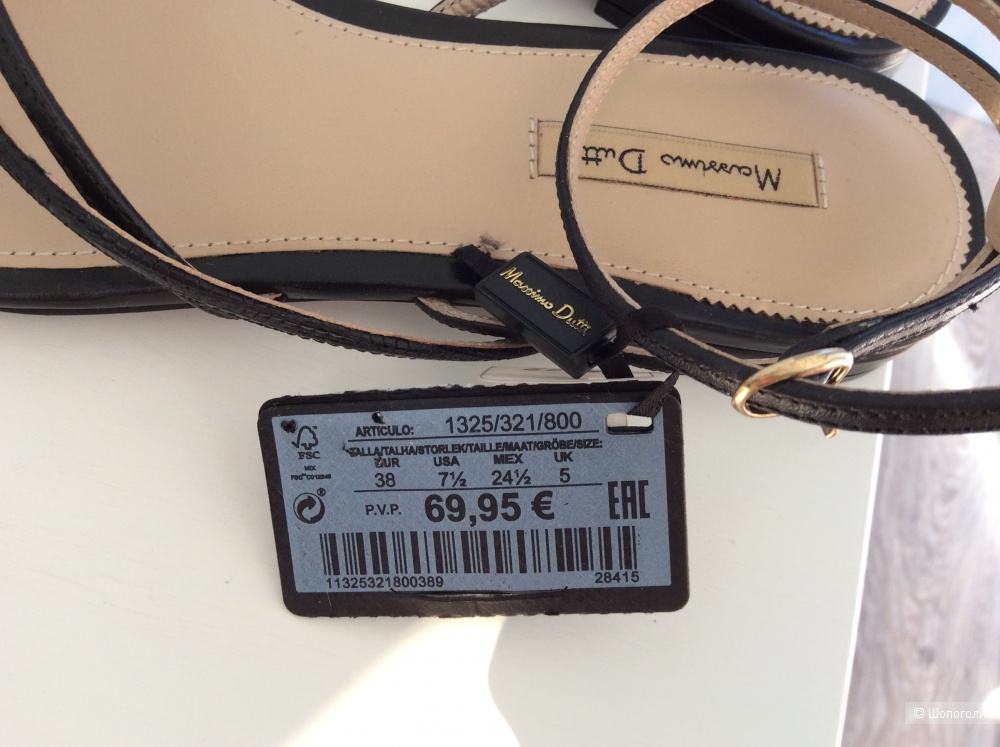 Massimo Dutti
Massimo Dutti
ARTICULO: 1325/321/800
TALLA/TALHA/STORLEK/TAILLE/MAAT/GRÖBE/SIZE:
EUR USA MEX UK
38 7½ 24½ 5
FSC
MIX
P.V.P. 69,95 €
EAC
11325321800389 28415
© Шопоголи